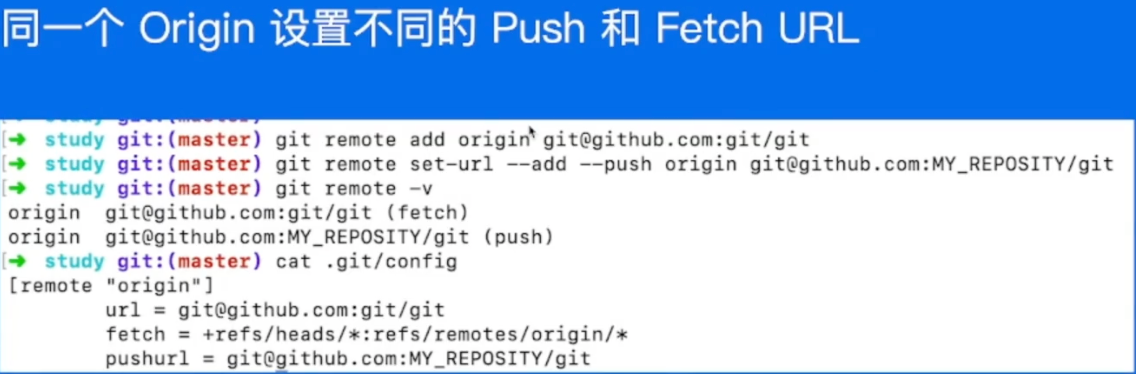 同一个 Origin 设置不同的 Push 和 Fetch URL
[➜ study git:(master) git remote add origin git@github.com:git/git
[➜ study git:(master) git remote set-url --add --push origin git@github.com:MY_REPOSITY/git
[➜ study git:(master) git remote -v
origin  git@github.com:git/git (fetch)
origin  git@github.com:MY_REPOSITY/git (push)
[➜ study git:(master) cat .git/config
[remote "origin"]
        url = git@github.com:git/git
        fetch = +refs/heads/*:refs/remotes/origin/*
        pushurl = git@github.com:MY_REPOSITY/git